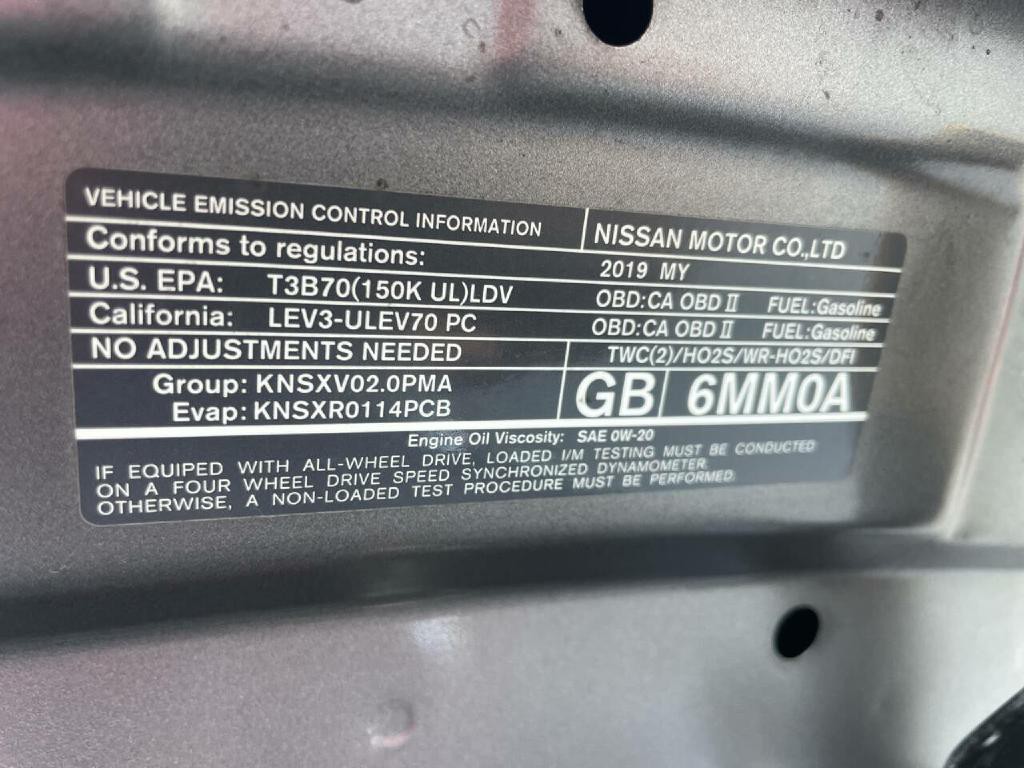 VEHICLE EMISSION CONTROL INFORMATION NISSAN MOTOR CO.,LTD
Conforms to regulations: 2019 MY
U.S. EPA: T3B70(150K UL)LDV OBD:CA OBD II FUEL:Gasoline
California: LEV3-ULEV70 PC OBD:CA OBD II FUEL:Gasoline
NO ADJUSTMENTS NEEDED TWC(2)/HO2S/WR-HO2S/DFI
Group: KNSXV02.0PMA GB 6MM0A
Evap: KNSXR0114PCB
Engine Oil Viscosity: SAE 0W-20
IF EQUIPED WITH ALL-WHEEL DRIVE, LOADED I/M TESTING MUST BE CONDUCTED
ON A FOUR WHEEL DRIVE SPEED SYNCHRONIZED DYNAMOMETER.
OTHERWISE, A NON-LOADED TEST PROCEDURE MUST BE PERFORMED.